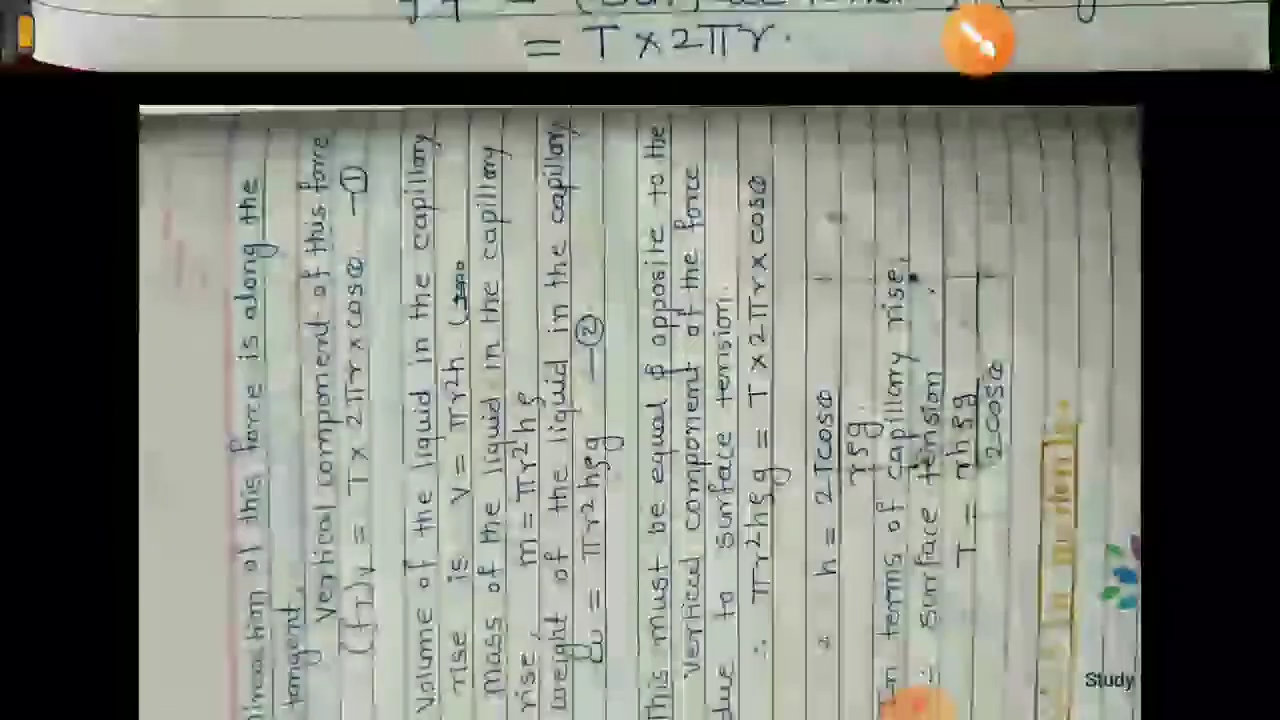 = T × 2πr.
direction of this force is along the
tangent.
Vertical component of this force
(fT)v = T × 2πr × cosθ. —①
Volume of the liquid in the capillary
rise is v = πr²h.
Mass of the liquid in the capillary
rise, m = πr²hρ
weight of the liquid in the capillary
w = πr²hρg —②
This must be equal & opposite to the
vertical component of the force
due to surface tension.
∴ πr²hρg = T × 2πr × cosθ
∴ h = 2Tcosθ
rρg.
In terms of capillary rise,
∴ surface tension
T = rhρg
2cosθ
Study